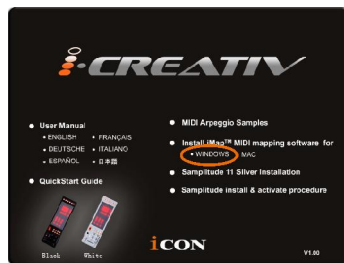 i·CREATIV
User Manual
• ENGLISH • FRANÇAIS
• DEUTSCHE • ITALIANO
• ESPAÑOL • 日本語
QuickStart Guide
MIDI Arpeggio Samples
Install iMap™ MIDI mapping software for
• WINDOWS MAC
Samplitude 11 Silver Installation
Samplitude install & activate procedure
Black White
iCON
V1.00